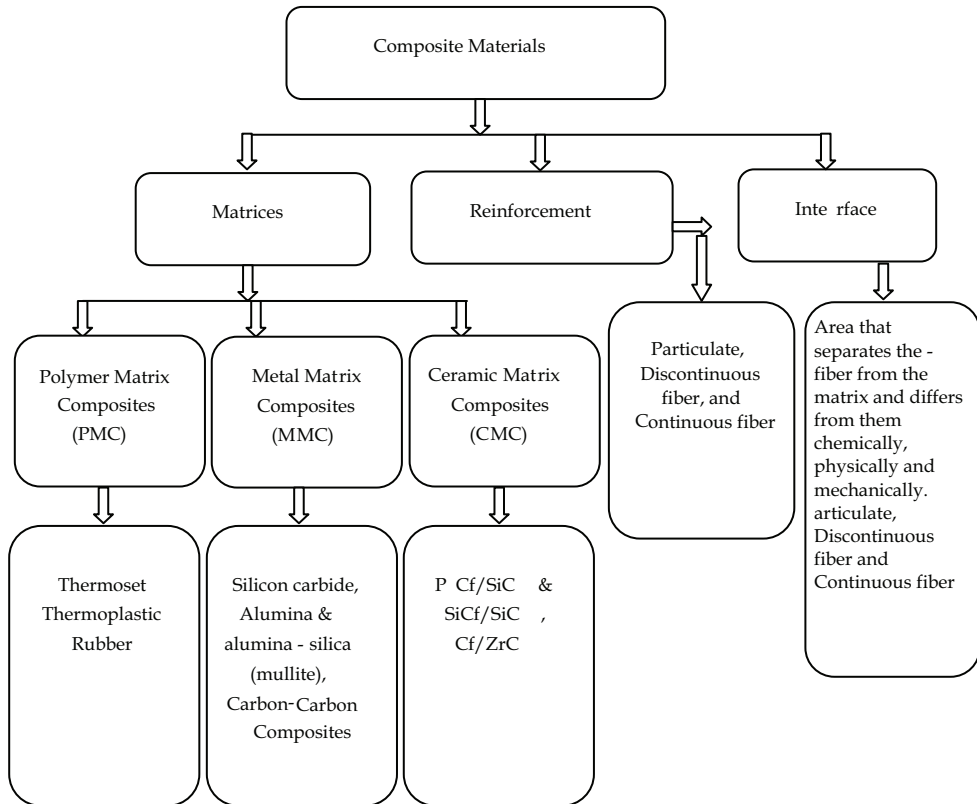 Composite Materials
Matrices
Reinforcement
Inte rface
Polymer Matrix
Composites
(PMC)
Metal Matrix
Composites
(MMC)
Ceramic Matrix
Composites
(CMC)
Particulate,
Discontinuous
fiber, and
Continuous fiber
Area that
separates the -
fiber from the
matrix and differs
from them
chemically,
physically and
mechanically.
articulate,
Discontinuous
fiber and
Continuous fiber
Thermoset
Thermoplastic
Rubber
Silicon carbide,
Alumina &
alumina - silica
(mullite),
Carbon-Carbon
Composites
P Cf/SiC &
SiCf/SiC ,
Cf/ZrC